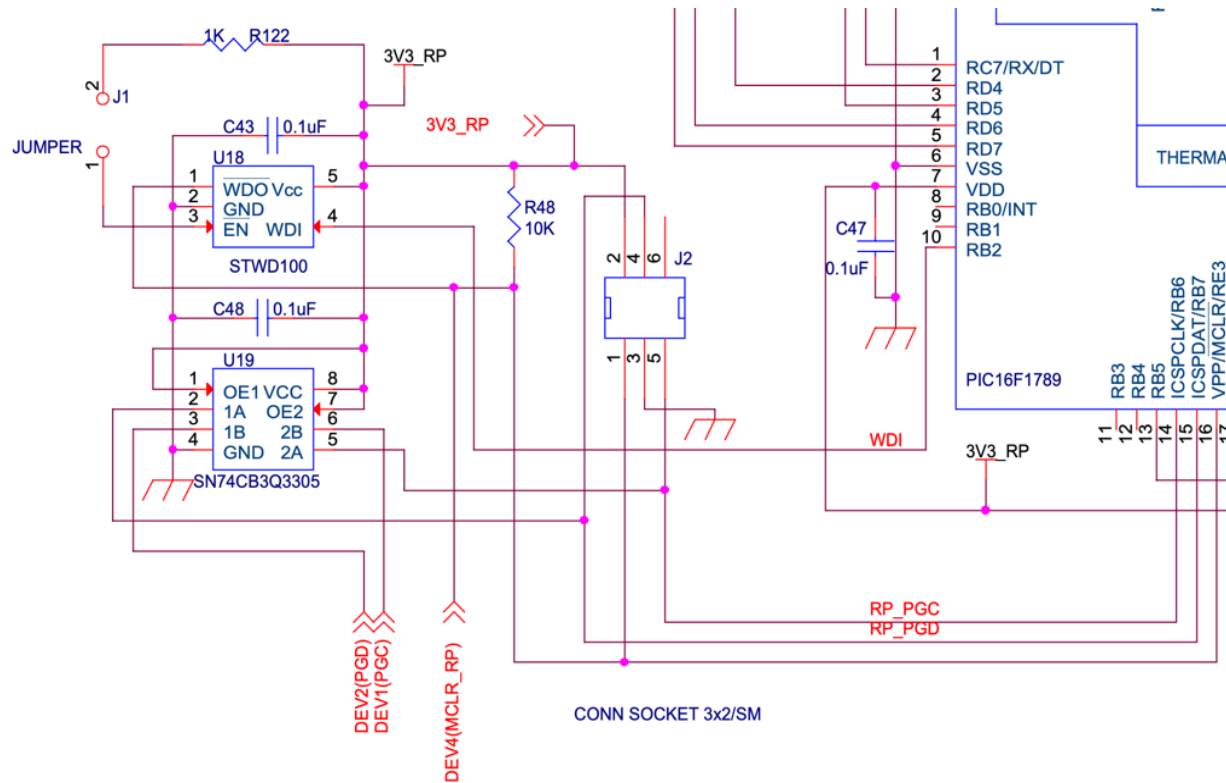 1K R122
3V3_RP
2
J1
JUMPER
1
C43 0.1uF
3V3_RP
U18
1 WDO Vcc 5
2 GND
3 EN WDI 4
STWD100
R48
10K
2 4 6
J2
1 3 5
C48 0.1uF
U19
1 OE1 VCC 8
2 1A OE2 7
3 1B 2B 6
4 GND 2A 5
SN74CB3Q3305
DEV2(PGD)
DEV1(PGC)
DEV4(MCLR_RP)
CONN SOCKET 3x2/SM
1 RC7/RX/DT
2 RD4
3 RD5
4 RD6
5 RD7
6 VSS
7 VDD
8 RB0/INT
9 RB1
10 RB2
THERMA
C47
0.1uF
PIC16F1789
RB3
RB4
RB5
ICSPCLK/RB6
ICSPDAT/RB7
VPP/MCLR/RE3
11 12 13 14 15 16 17
WDI
3V3_RP
RP_PGC
RP_PGD